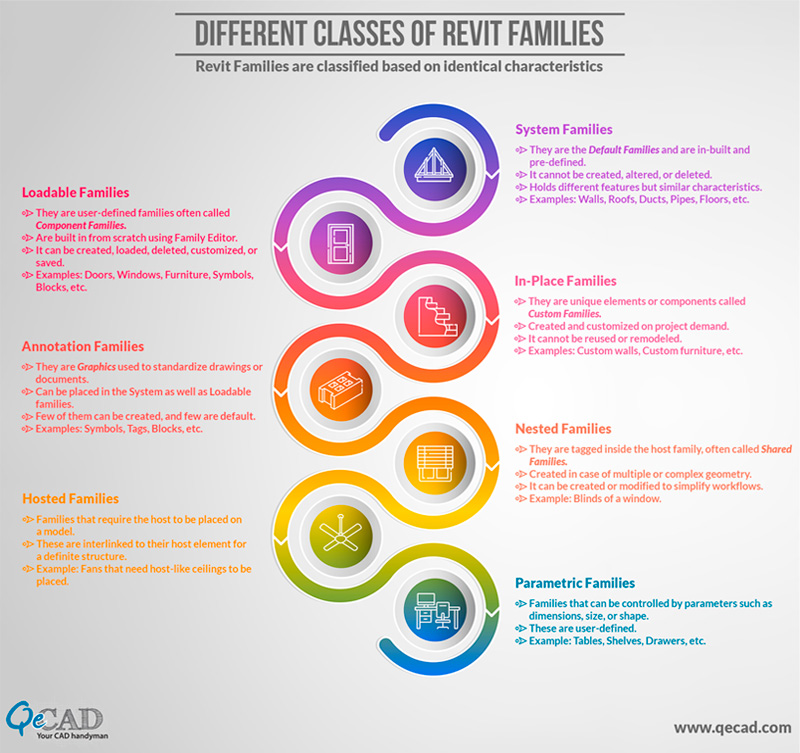 DIFFERENT CLASSES OF REVIT FAMILIES
Revit Families are classified based on identical characteristics
System Families
They are the Default Families and are in-built and
pre-defined.
It cannot be created, altered, or deleted.
Holds different features but similar characteristics.
Examples: Walls, Roofs, Ducts, Pipes, Floors, etc.
Loadable Families
They are user-defined families often called
Component Families.
Are built in from scratch using Family Editor.
It can be created, loaded, deleted, customized, or
saved.
Examples: Doors, Windows, Furniture, Symbols,
Blocks, etc.
In-Place Families
They are unique elements or components called
Custom Families.
Created and customized on project demand.
It cannot be reused or remodeled.
Examples: Custom walls, Custom furniture, etc.
Annotation Families
They are Graphics used to standardize drawings or
documents.
Can be placed in the System as well as Loadable
families.
Few of them can be created, and few are default.
Examples: Symbols, Tags, Blocks, etc.
Nested Families
They are tagged inside the host family, often called Shared
Families.
Created in case of multiple or complex geometry.
It can be created or modified to simplify workflows.
Example: Blinds of a window.
Hosted Families
Families that require the host to be placed on
a model.
These are interlinked to their host element for
a definite structure.
Example: Fans that need host-like ceilings to be
placed.
Parametric Families
Families that can be controlled by parameters such as
dimensions, size, or shape.
These are user-defined.
Example: Tables, Shelves, Drawers, etc.
QeCAD
Your CAD handyman
www.qecad.com